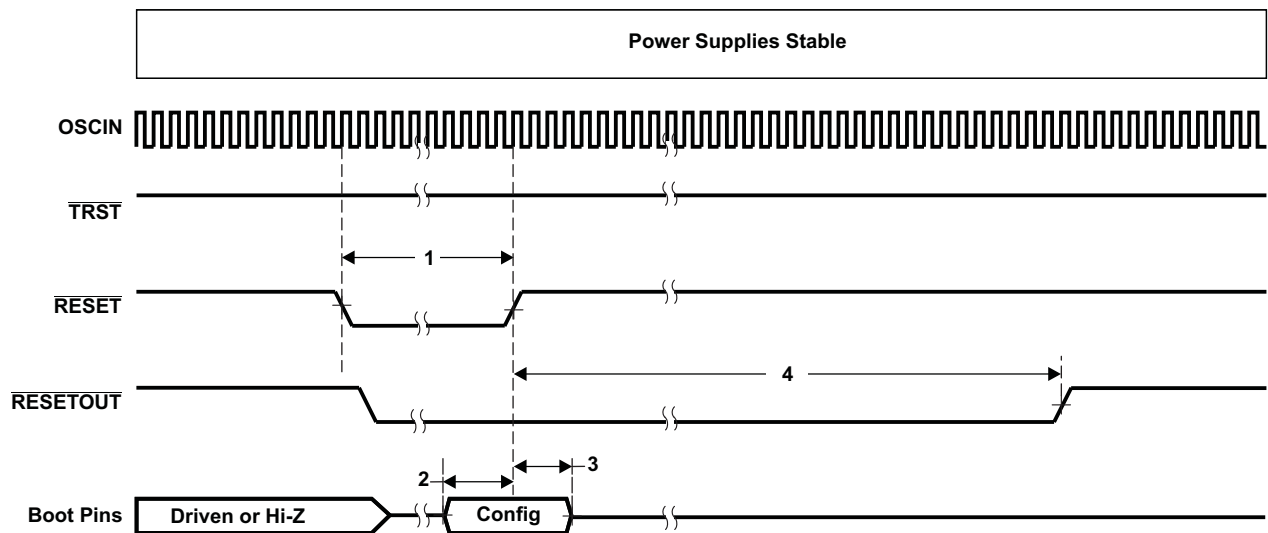 Power Supplies Stable
OSCIN
TRST
1
RESET
4
RESETOUT
2
3
Boot Pins
Driven or Hi-Z
Config